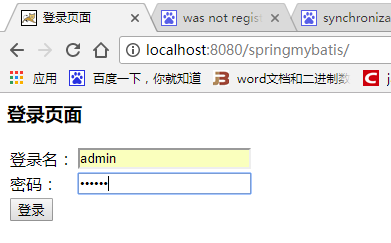 登录页面
was not regist
synchroniza
localhost:8080/springmybatis/
应用
百度一下，你就知道
word文档和二进制数
登录页面
登录名：
admin
密码：
••••••
登录